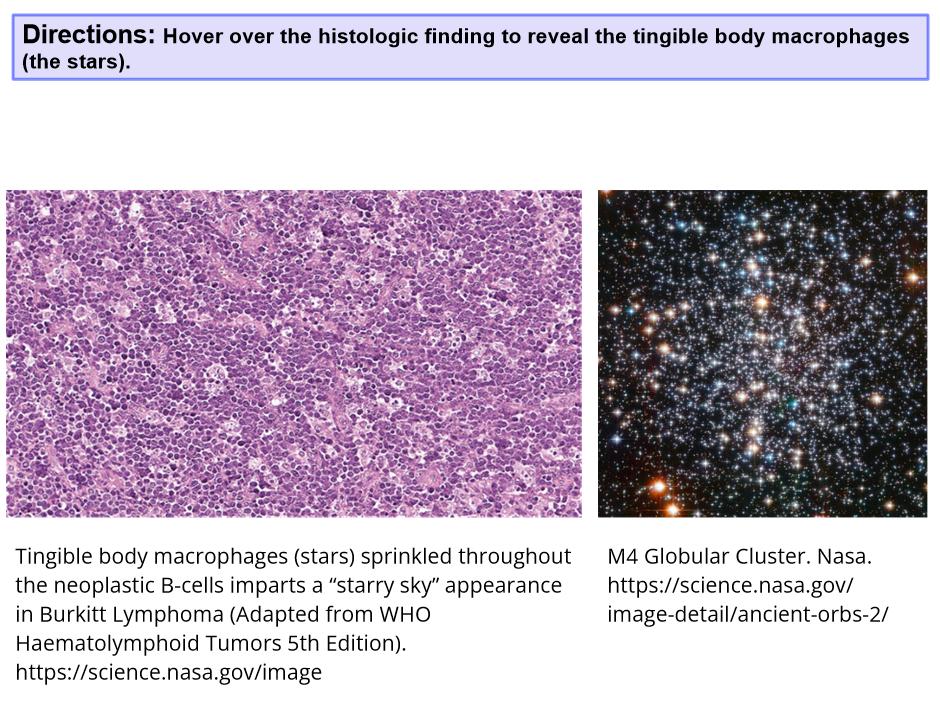 Directions: Hover over the histologic finding to reveal the tingible body macrophages
(the stars).
Tingible body macrophages (stars) sprinkled throughout
the neoplastic B-cells imparts a “starry sky” appearance
in Burkitt Lymphoma (Adapted from WHO
Haematolymphoid Tumors 5th Edition).
https://science.nasa.gov/image
M4 Globular Cluster. Nasa.
https://science.nasa.gov/
image-detail/ancient-orbs-2/